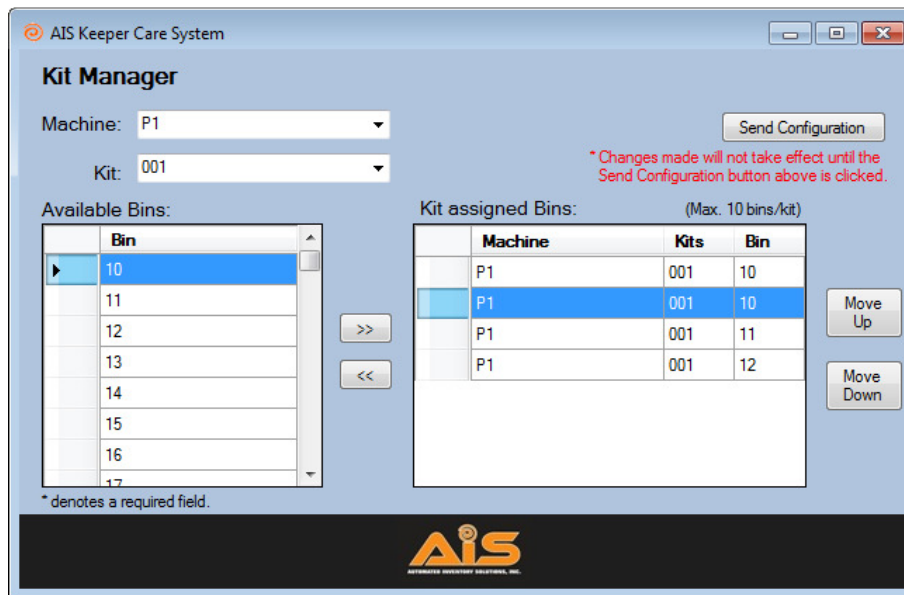 AIS Keeper Care System
Kit Manager
Machine: P1
Send Configuration
* Changes made will not take effect until the
Send Configuration button above is clicked.
Kit: 001
Available Bins:
Kit assigned Bins: (Max. 10 bins/kit)
Bin
10
11
12
13
14
15
16
17
>>
<<
Machine Kits Bin
P1 001 10
P1 001 10
P1 001 11
P1 001 12
Move
Up
Move
Down
* denotes a required field.
AiS
AUTOMATED INVENTORY SOLUTIONS, INC.